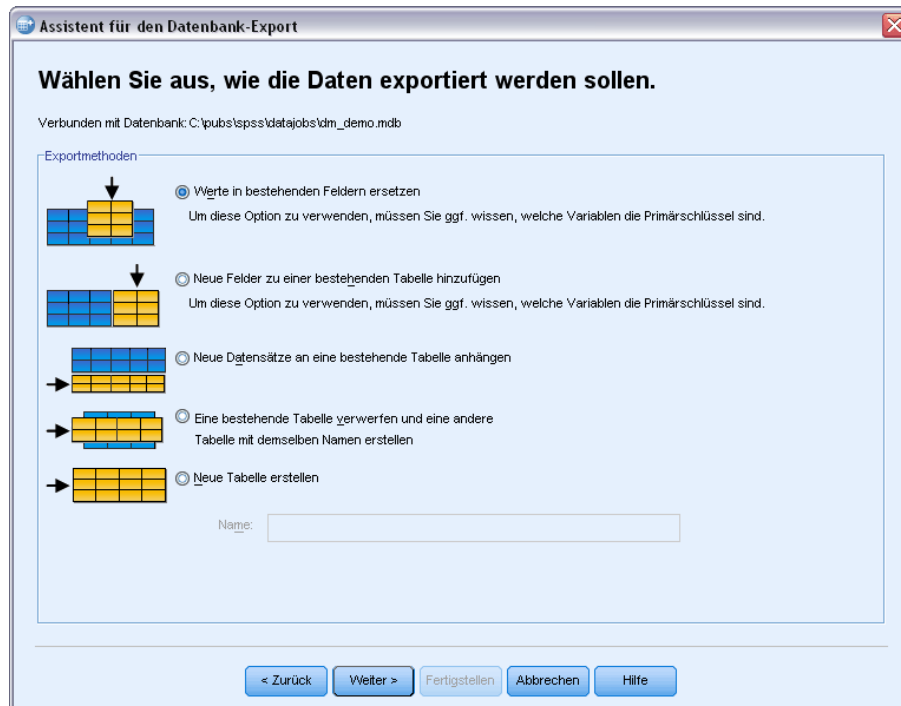 Assistent für den Datenbank-Export
Wählen Sie aus, wie die Daten exportiert werden sollen.
Verbunden mit Datenbank: C:\pubs\spss\datajobs\dm_demo.mdb
Exportmethoden
Werte in bestehenden Feldern ersetzen
Um diese Option zu verwenden, müssen Sie ggf. wissen, welche Variablen die Primärschlüssel sind.
Neue Felder zu einer bestehenden Tabelle hinzufügen
Um diese Option zu verwenden, müssen Sie ggf. wissen, welche Variablen die Primärschlüssel sind.
Neue Datensätze an eine bestehende Tabelle anhängen
Eine bestehende Tabelle verwerfen und eine andere
Tabelle mit demselben Namen erstellen
Neue Tabelle erstellen
Name:
< Zurück Weiter > Fertigstellen Abbrechen Hilfe